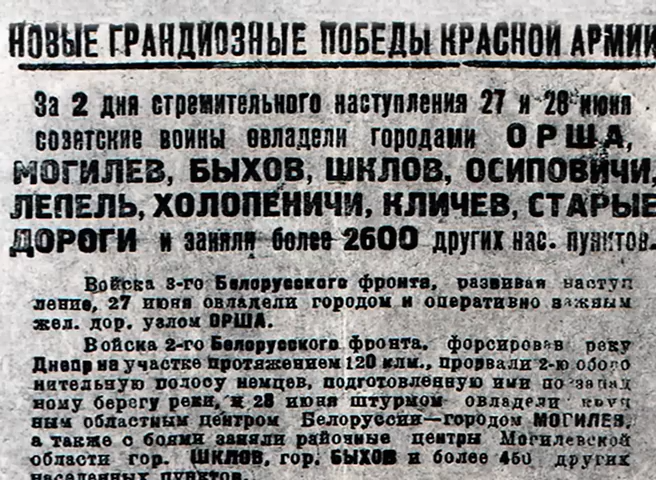 НОВЫЕ ГРАНДИОЗНЫЕ ПОБЕДЫ КРАСНОЙ АРМИИ
За 2 дня стремительного наступления 27 и 28 июня
советские воины овладели городами ОРША,
МОГИЛЕВ, БЫХОВ, ШКЛОВ, ОСИПОВИЧИ,
ЛЕПЕЛЬ, ХОЛОПЕНИЧИ, КЛИЧЕВ, СТАРЫЕ
ДОРОГИ и заняли более 2600 других нас. пунктов.
Войска 3-го Белорусского фронта, развивая наступ
ление, 27 июня овладели городом и оперативно важным
жел. дор. узлом ОРША.
Войска 2-го Белорусского фронта, форсировав реку
Днепр на участке протяжением 120 клм., прорвали 2-ю оборо
нительную полосу немцев, подготовленную ими по запад
ному берегу реки, и 28 июня штурмом овладели круп
ным областным центром Белоруссии—городом МОГИЛЕВ,
а также с боями заняли районные центры Могилевской
области гор. ШКЛОВ, гор. БЫХОВ и более 450 других
населенных пунктов.